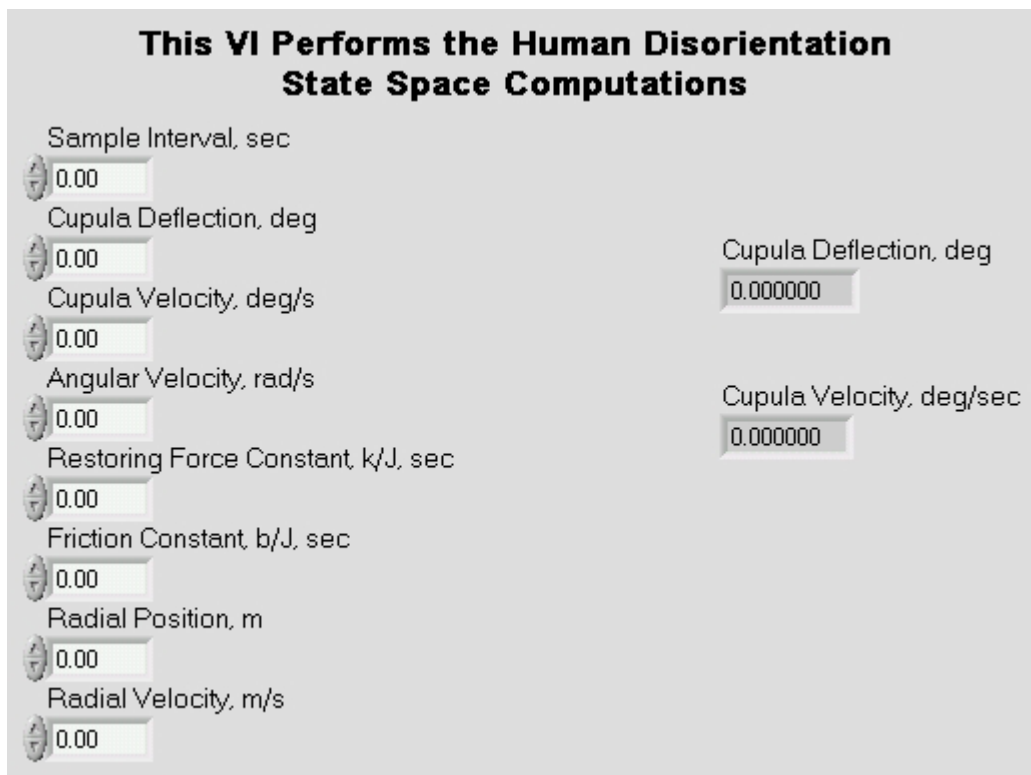 This VI Performs the Human Disorientation
State Space Computations
Sample Interval, sec
0.00
Cupula Deflection, deg
0.00
Cupula Velocity, deg/s
0.00
Angular Velocity, rad/s
0.00
Restoring Force Constant, k/J, sec
0.00
Friction Constant, b/J, sec
0.00
Radial Position, m
0.00
Radial Velocity, m/s
0.00
Cupula Deflection, deg
0.000000
Cupula Velocity, deg/sec
0.000000